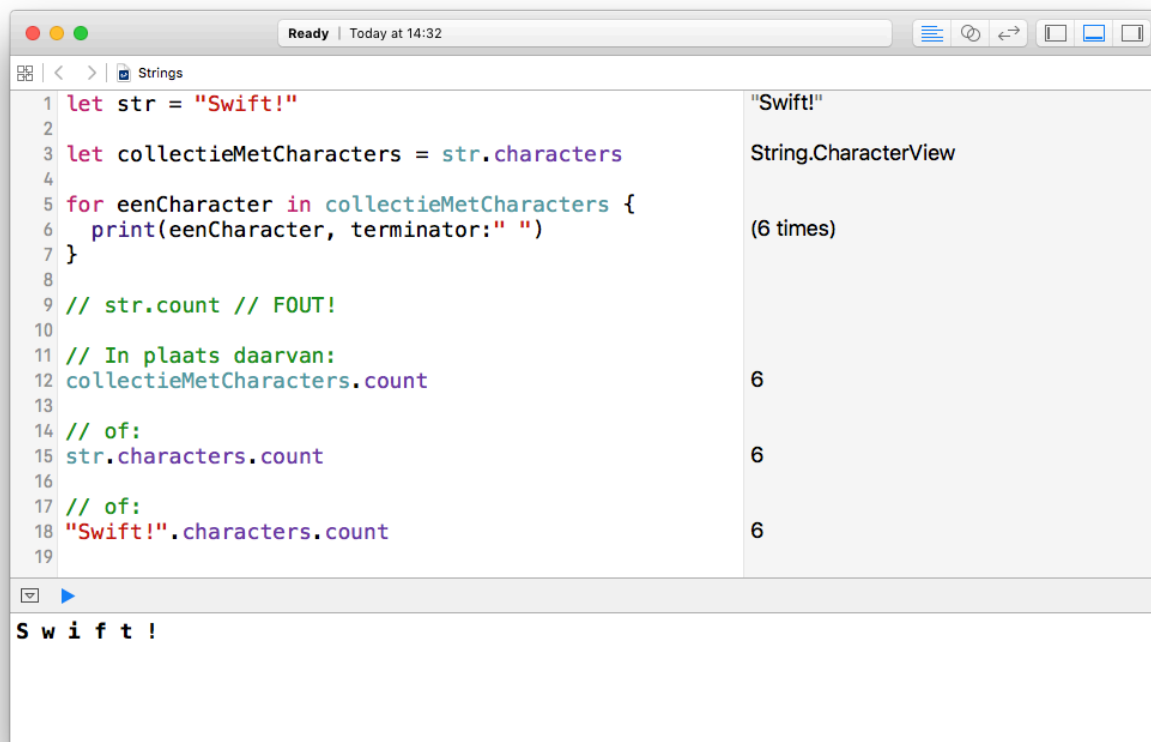 Ready | Today at 14:32
Strings
1 let str = "Swift!" "Swift!"
2
3 let collectieMetCharacters = str.characters String.CharacterView
4
5 for eenCharacter in collectieMetCharacters {
6   print(eenCharacter, terminator:" ") (6 times)
7 }
8
9 // str.count // FOUT!
10
11 // In plaats daarvan:
12 collectieMetCharacters.count 6
13
14 // of:
15 str.characters.count 6
16
17 // of:
18 "Swift!".characters.count 6
19
S w i f t !